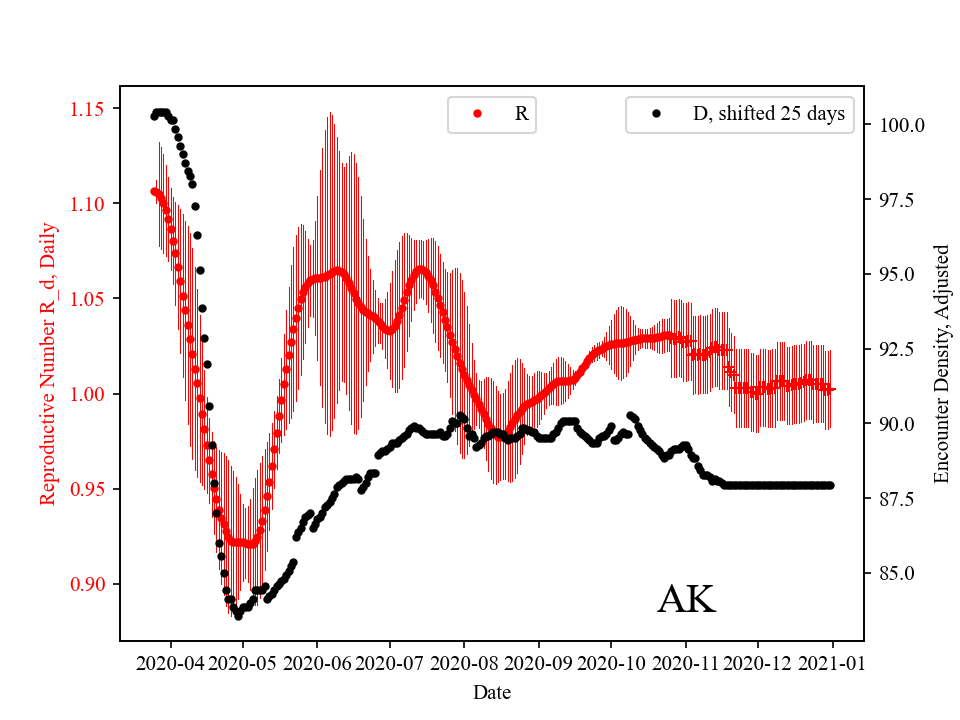 R
D, shifted 25 days
1.15
1.10
1.05
1.00
0.95
0.90
Reproductive Number R_d, Daily
100.0
97.5
95.0
92.5
90.0
87.5
85.0
Encounter Density, Adjusted
AK
2020-04 2020-05 2020-06 2020-07 2020-08 2020-09 2020-10 2020-11 2020-12 2021-01
Date